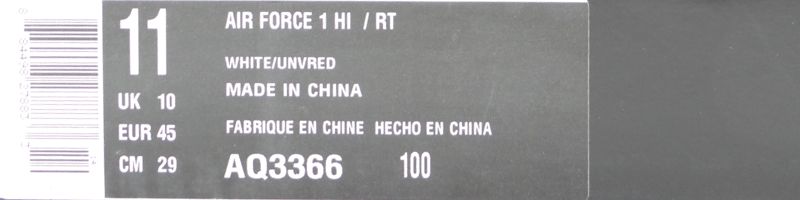 11
UK 10
EUR 45
CM 29
AIR FORCE 1 HI / RT
WHITE/UNVRED
MADE IN CHINA
FABRIQUE EN CHINE HECHO EN CHINA
AQ3366 100